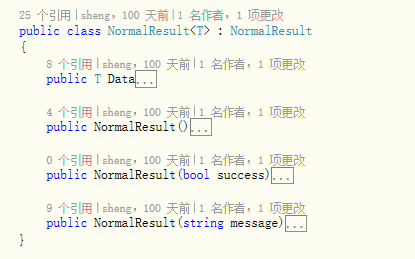 25 个引用|sheng，100 天前|1 名作者，1 项更改
public class NormalResult<T> : NormalResult
{
8 个引用|sheng，100 天前|1 名作者，1 项更改
public T Data...
4 个引用|sheng，100 天前|1 名作者，1 项更改
public NormalResult()...
0 个引用|sheng，100 天前|1 名作者，1 项更改
public NormalResult(bool success)...
9 个引用|sheng，100 天前|1 名作者，1 项更改
public NormalResult(string message)...
}